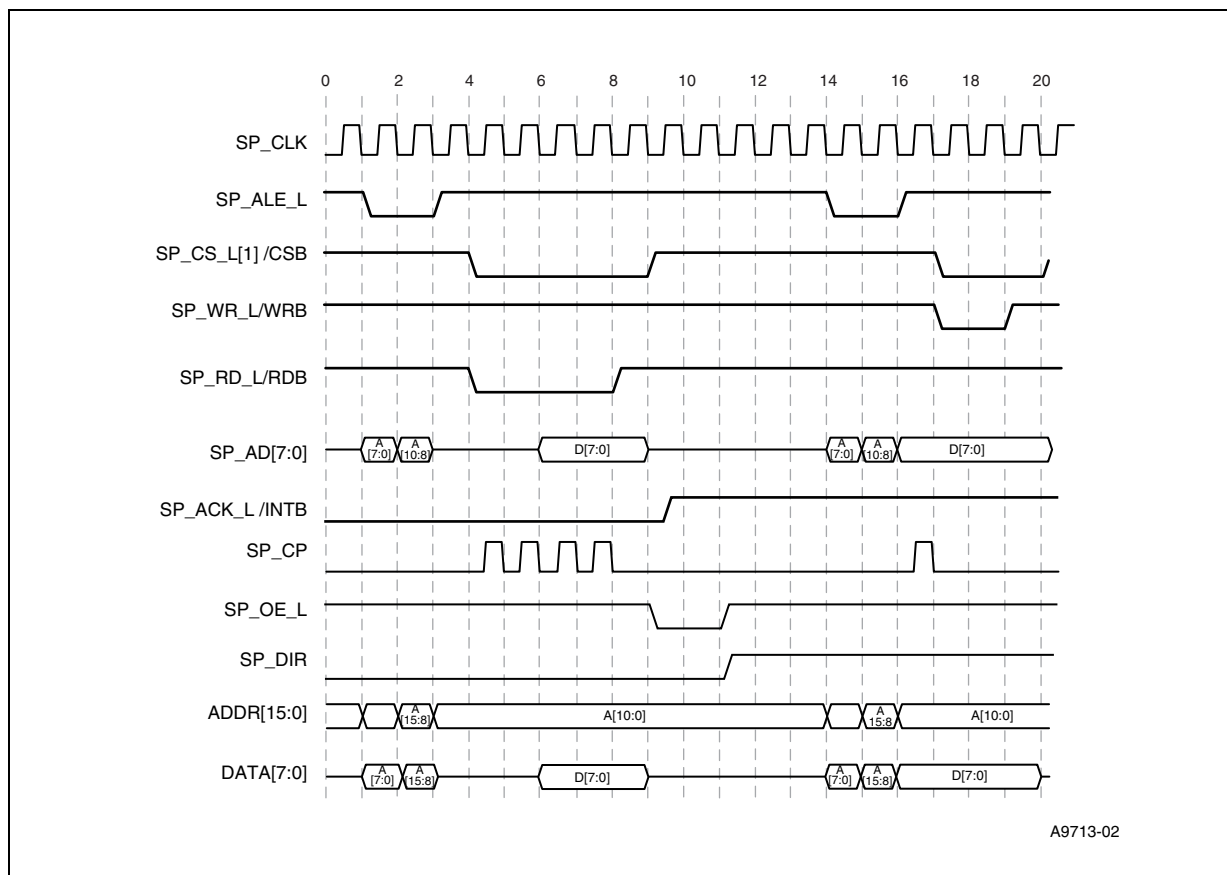 0 2 4 6 8 10 12 14 16 18 20
SP_CLK
SP_ALE_L
SP_CS_L[1] /CSB
SP_WR_L/WRB
SP_RD_L/RDB
SP_AD[7:0]
A [7:0]
A [10:8]
D[7:0]
A [7:0]
A [10:8]
D[7:0]
SP_ACK_L /INTB
SP_CP
SP_OE_L
SP_DIR
ADDR[15:0]
A [15:8]
A[10:0]
A 15:8
A[10:0]
DATA[7:0]
A [7:0]
A [15:8]
D[7:0]
A [7:0]
A [15:8]
D[7:0]
A9713-02